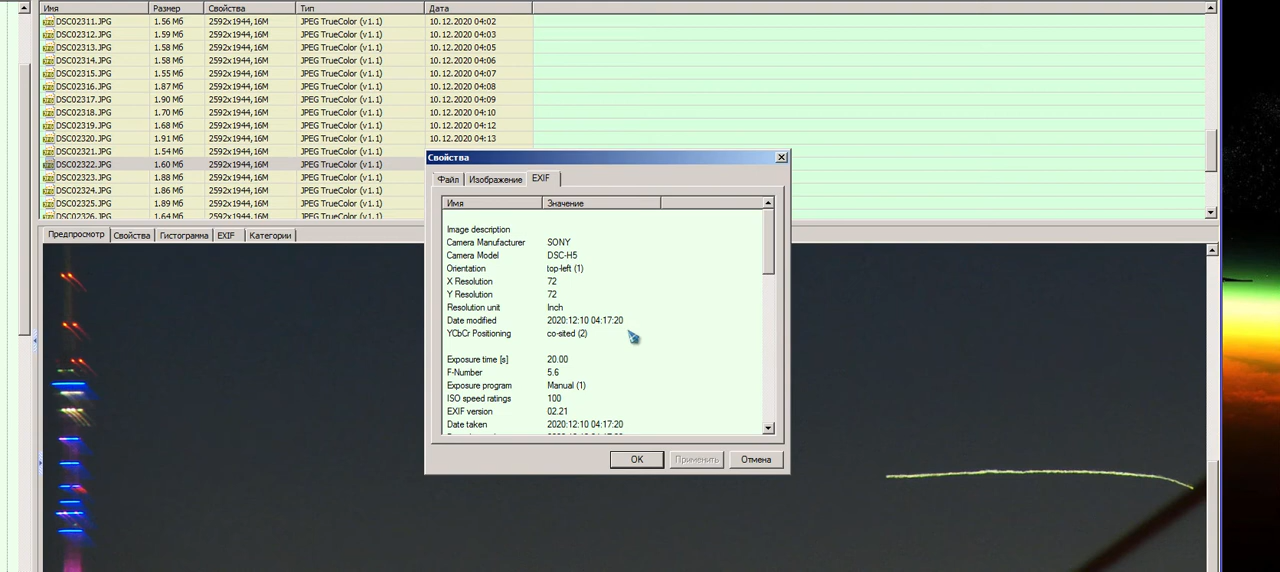 Имя Размер Свойства Тип Дата
DSC02311.JPG 1.56 Мб 2592x1944,16M JPEG TrueColor (v1.1) 10.12.2020 04:02
DSC02312.JPG 1.59 Мб 2592x1944,16M JPEG TrueColor (v1.1) 10.12.2020 04:03
DSC02313.JPG 1.58 Мб 2592x1944,16M JPEG TrueColor (v1.1) 10.12.2020 04:05
DSC02314.JPG 1.58 Мб 2592x1944,16M JPEG TrueColor (v1.1) 10.12.2020 04:06
DSC02315.JPG 1.55 Мб 2592x1944,16M JPEG TrueColor (v1.1) 10.12.2020 04:07
DSC02316.JPG 1.87 Мб 2592x1944,16M JPEG TrueColor (v1.1) 10.12.2020 04:08
DSC02317.JPG 1.90 Мб 2592x1944,16M JPEG TrueColor (v1.1) 10.12.2020 04:09
DSC02318.JPG 1.70 Мб 2592x1944,16M JPEG TrueColor (v1.1) 10.12.2020 04:10
DSC02319.JPG 1.68 Мб 2592x1944,16M JPEG TrueColor (v1.1) 10.12.2020 04:12
DSC02320.JPG 1.91 Мб 2592x1944,16M JPEG TrueColor (v1.1) 10.12.2020 04:13
DSC02321.JPG 1.54 Мб 2592x1944,16M JPEG TrueColor (v1.1)
DSC02322.JPG 1.60 Мб 2592x1944,16M JPEG TrueColor (v1.1)
DSC02323.JPG 1.88 Мб 2592x1944,16M JPEG TrueColor (v1.1)
DSC02324.JPG 1.86 Мб 2592x1944,16M JPEG TrueColor (v1.1)
DSC02325.JPG 1.89 Мб 2592x1944,16M JPEG TrueColor (v1.1)
DSC02326.JPG 1.64 Мб 2592x1944,16M JPEG TrueColor (v1.1)
Предпросмотр Свойства Гистограмма EXIF Категории
Свойства
Файл Изображение EXIF
Имя Значение
Image description
Camera Manufacturer SONY
Camera Model DSC-H5
Orientation top-left (1)
X Resolution 72
Y Resolution 72
Resolution unit Inch
Date modified 2020:12:10 04:17:20
YCbCr Positioning co-sited (2)
Exposure time [s] 20.00
F-Number 5.6
Exposure program Manual (1)
ISO speed ratings 100
EXIF version 02.21
Date taken 2020:12:10 04:17:20
OK Применить Отмена